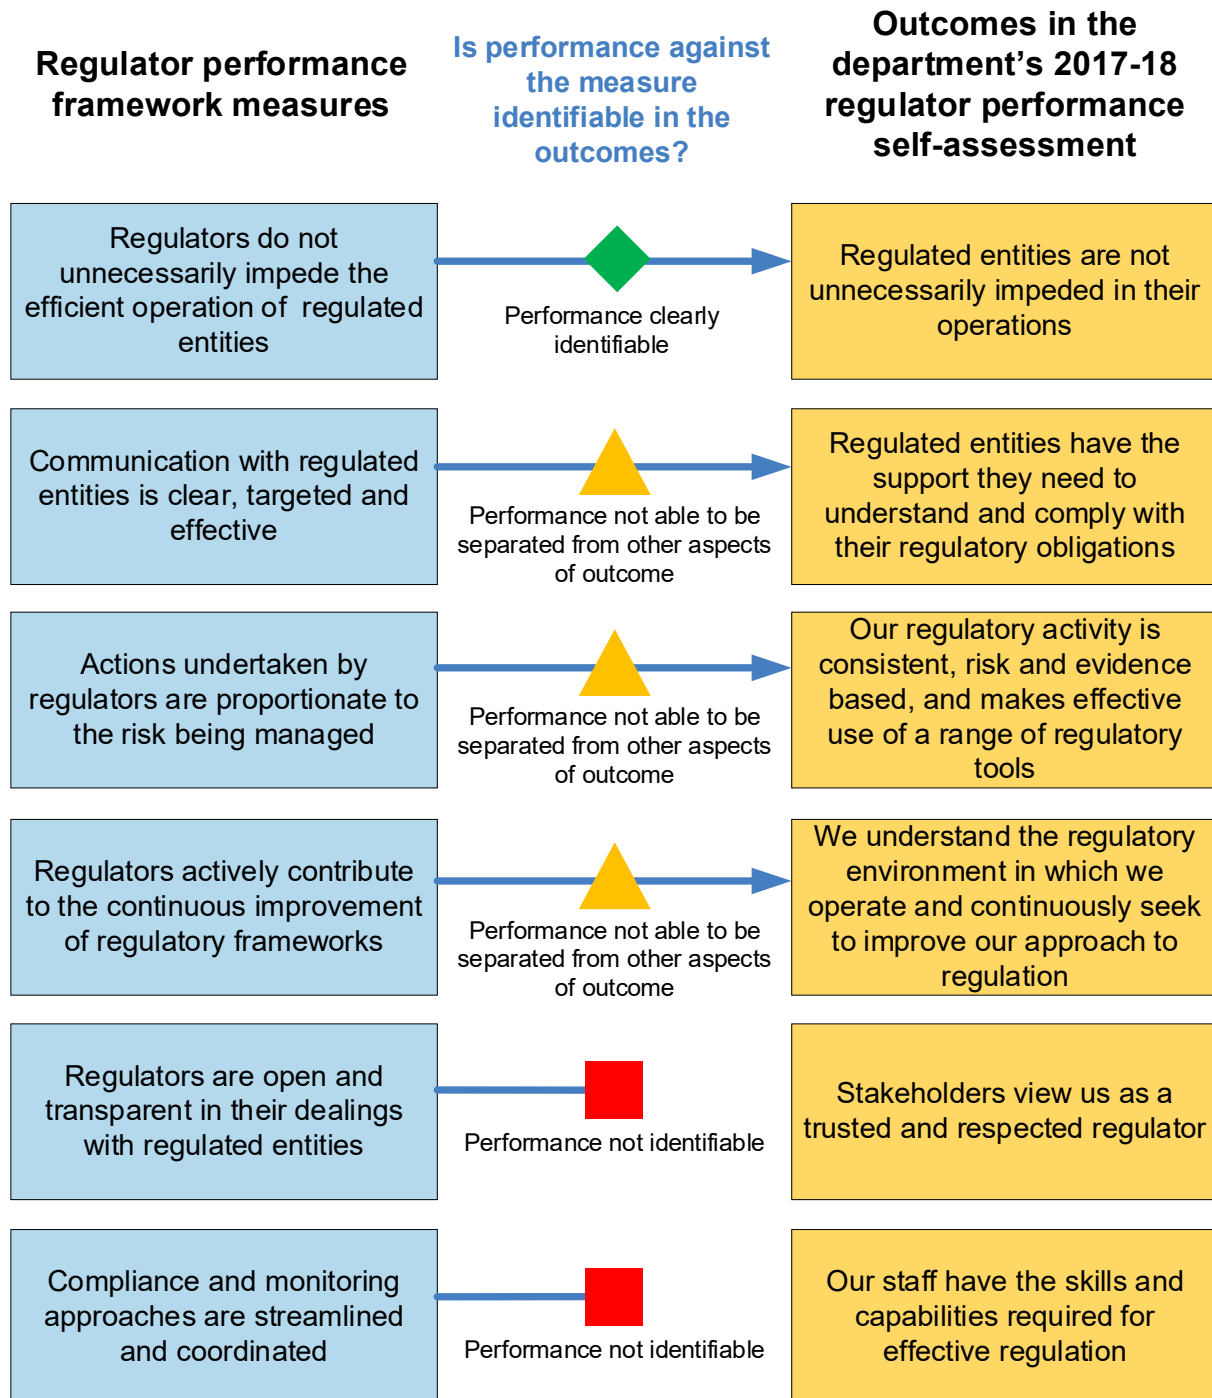 Regulator performance
framework measures
Is performance against
the measure
identifiable in the
outcomes?
Outcomes in the
department’s 2017-18
regulator performance
self-assessment
Regulators do not
unnecessarily impede the
efficient operation of regulated
entities
Performance clearly
identifiable
Regulated entities are not
unnecessarily impeded in their
operations
Communication with regulated
entities is clear, targeted and
effective
Performance not able to be
separated from other aspects
of outcome
Regulated entities have the
support they need to
understand and comply with
their regulatory obligations
Actions undertaken by
regulators are proportionate to
the risk being managed
Performance not able to be
separated from other aspects
of outcome
Our regulatory activity is
consistent, risk and evidence
based, and makes effective
use of a range of regulatory
tools
Regulators actively contribute
to the continuous improvement
of regulatory frameworks
Performance not able to be
separated from other aspects
of outcome
We understand the regulatory
environment in which we
operate and continuously seek
to improve our approach to
regulation
Regulators are open and
transparent in their dealings
with regulated entities
Performance not identifiable
Stakeholders view us as a
trusted and respected regulator
Compliance and monitoring
approaches are streamlined
and coordinated
Performance not identifiable
Our staff have the skills and
capabilities required for
effective regulation